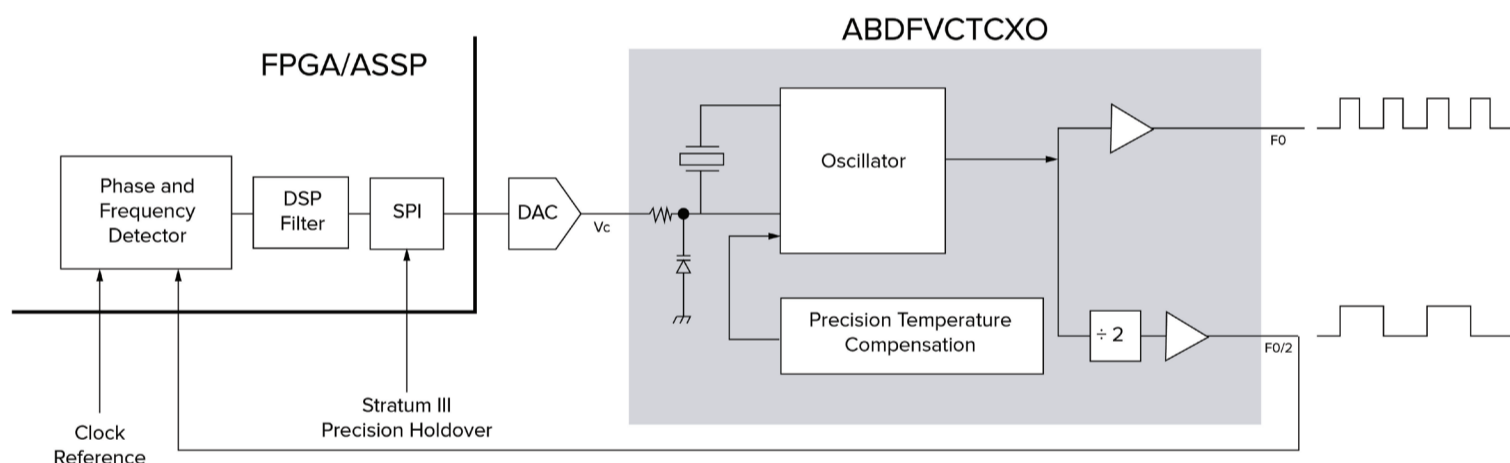 ABDFVCTCXO
FPGA/ASSP
Phase and
Frequency
Detector
DSP
Filter
SPI
DAC
Vc
Oscillator
F0
Precision Temperature
Compensation
÷ 2
F0/2
Stratum III
Precision Holdover
Clock
Reference